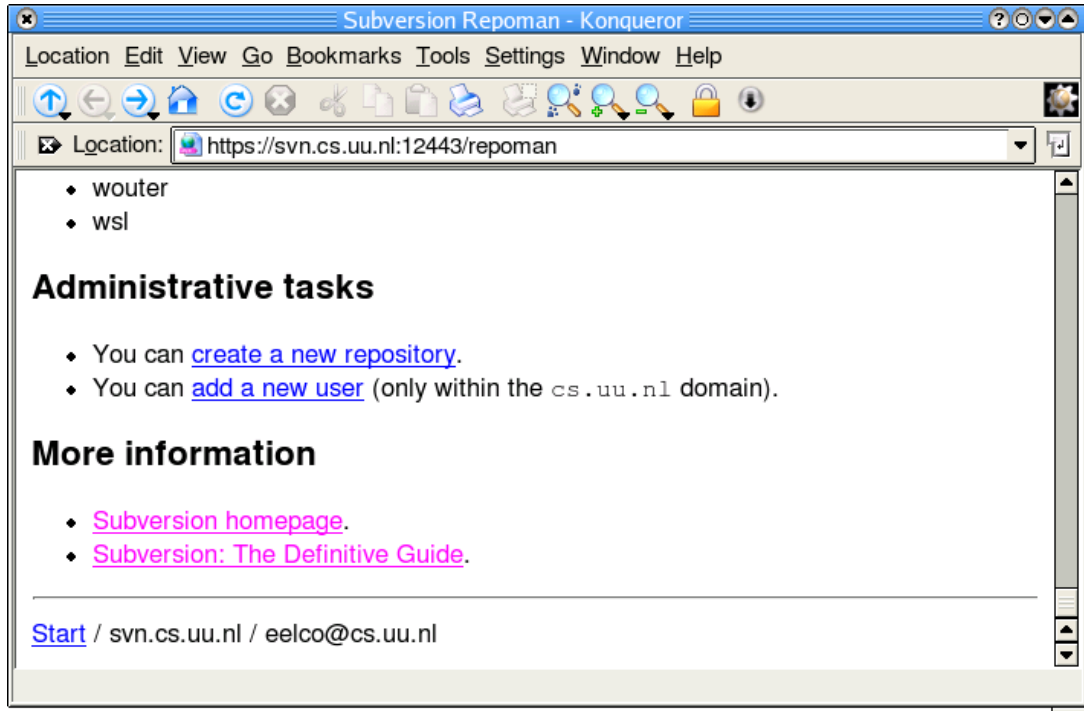 Subversion Repoman - Konqueror
Location Edit View Go Bookmarks Tools Settings Window Help
Location: https://svn.cs.uu.nl:12443/repoman
• wouter
• wsl
Administrative tasks
• You can create a new repository.
• You can add a new user (only within the cs.uu.nl domain).
More information
• Subversion homepage.
• Subversion: The Definitive Guide.
Start / svn.cs.uu.nl / eelco@cs.uu.nl